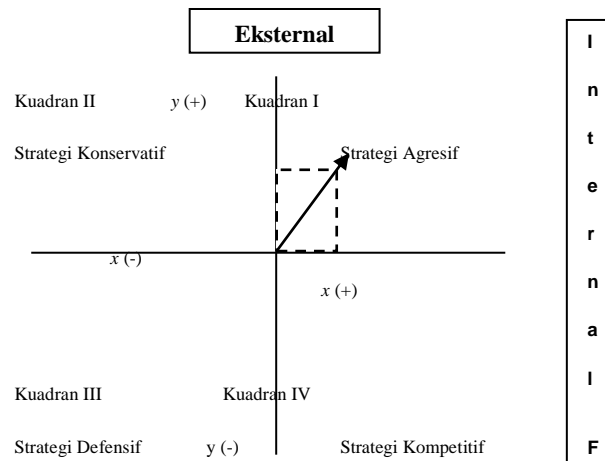 Eksternal
Kuadran II y (+) Kuadran I
Strategi Konservatif Strategi Agresif
x (-)
x (+)
Kuadran III Kuadran IV
Strategi Defensif y (-) Strategi Kompetitif
I
n
t
e
r
n
a
l
F